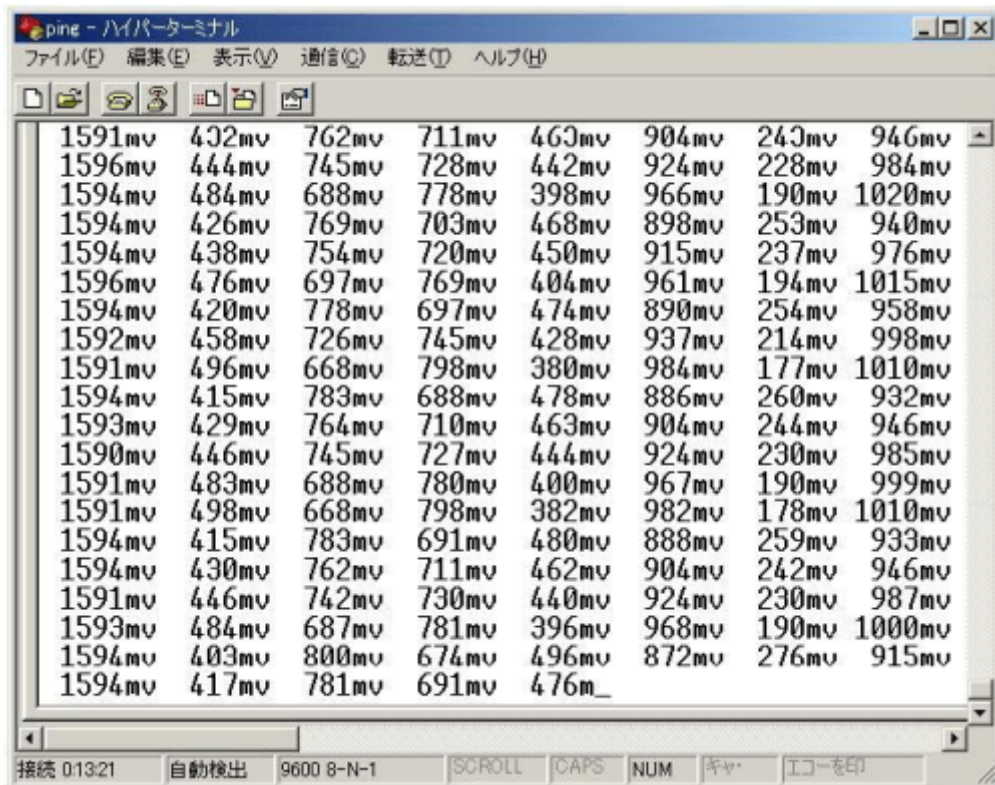 pine - ハイパーターミナル
ファイル(F) 編集(E) 表示(V) 通信(C) 転送(T) ヘルプ(H)
1591mv 432mv 762mv 711mv 463mv 904mv 243mv 946mv
1596mv 444mv 745mv 728mv 442mv 924mv 228mv 984mv
1594mv 484mv 688mv 778mv 398mv 966mv 190mv 1020mv
1594mv 426mv 769mv 703mv 468mv 898mv 253mv 940mv
1594mv 438mv 754mv 720mv 450mv 915mv 237mv 976mv
1596mv 476mv 697mv 769mv 404mv 961mv 194mv 1015mv
1594mv 420mv 778mv 697mv 474mv 890mv 254mv 958mv
1592mv 458mv 726mv 745mv 428mv 937mv 214mv 998mv
1591mv 496mv 668mv 798mv 380mv 984mv 177mv 1010mv
1594mv 415mv 783mv 688mv 478mv 886mv 260mv 932mv
1593mv 429mv 764mv 710mv 463mv 904mv 244mv 946mv
1590mv 446mv 745mv 727mv 444mv 924mv 230mv 985mv
1591mv 483mv 688mv 780mv 400mv 967mv 190mv 999mv
1591mv 498mv 668mv 798mv 382mv 982mv 178mv 1010mv
1594mv 415mv 783mv 691mv 480mv 888mv 259mv 933mv
1594mv 430mv 762mv 711mv 462mv 904mv 242mv 946mv
1591mv 446mv 742mv 730mv 440mv 924mv 230mv 987mv
1593mv 484mv 687mv 781mv 396mv 968mv 190mv 1000mv
1594mv 403mv 800mv 674mv 496mv 872mv 276mv 915mv
1594mv 417mv 781mv 691mv 476m_
接続 0:13:21 自動検出 9600 8-N-1 SCROLL CAPS NUM キャ・ エコーを印